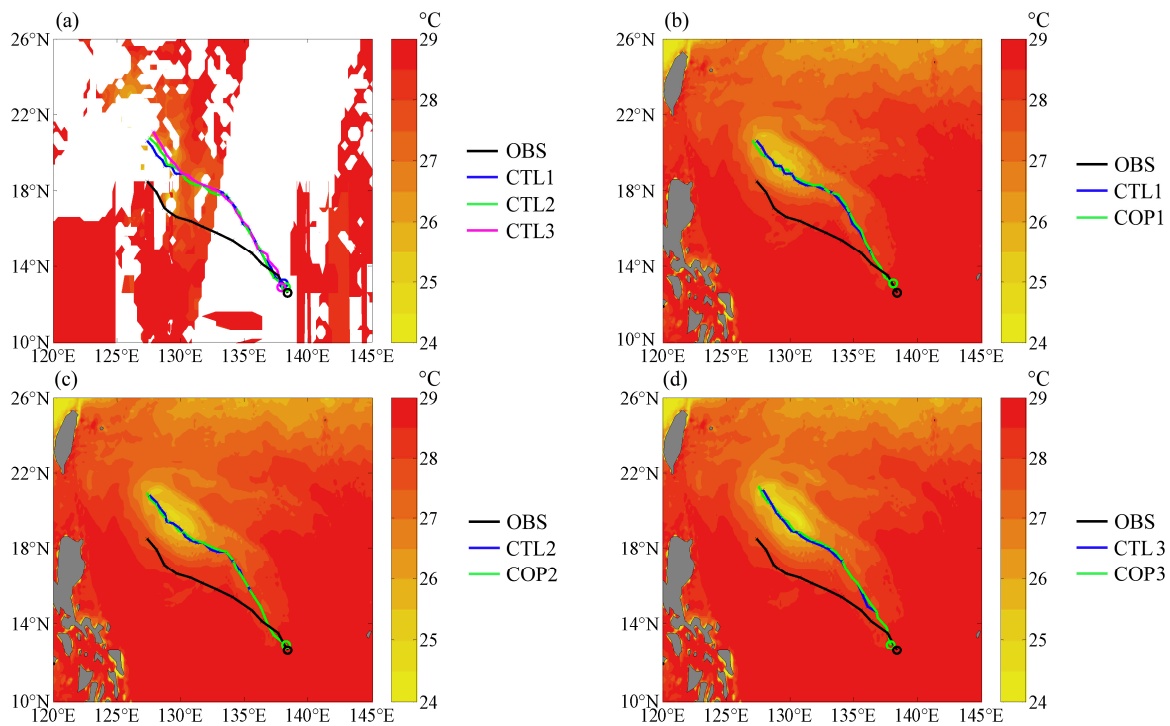 (a)
°C
26°N
22°N
18°N
14°N
10°N
120°E
125°E
130°E
135°E
140°E
145°E
29
28
27
26
25
24
OBS
CTL1
CTL2
CTL3
(b)
°C
26°N
22°N
18°N
14°N
10°N
120°E
125°E
130°E
135°E
140°E
145°E
29
28
27
26
25
24
OBS
CTL1
COP1
(c)
°C
26°N
22°N
18°N
14°N
10°N
120°E
125°E
130°E
135°E
140°E
145°E
29
28
27
26
25
24
OBS
CTL2
COP2
(d)
°C
26°N
22°N
18°N
14°N
10°N
120°E
125°E
130°E
135°E
140°E
145°E
29
28
27
26
25
24
OBS
CTL3
COP3